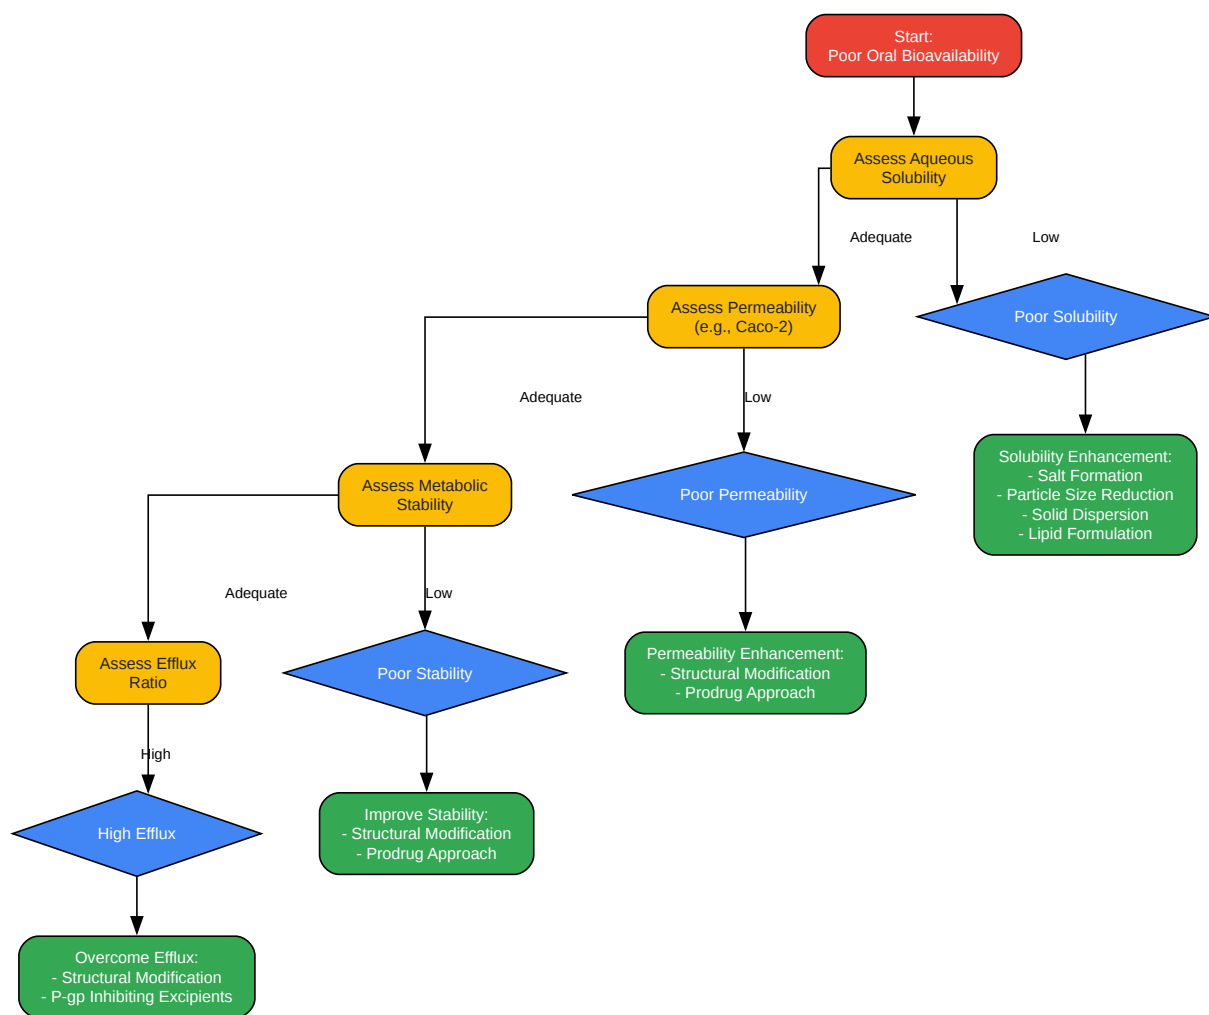 Start:
Poor Oral Bioavailability
Assess Aqueous
Solubility
Adequate
Low
Assess Permeability
(e.g., Caco-2)
Poor Solubility
Adequate
Low
Solubility Enhancement:
- Salt Formation
- Particle Size Reduction
- Solid Dispersion
- Lipid Formulation
Assess Metabolic
Stability
Poor Permeability
Adequate
Low
Permeability Enhancement:
- Structural Modification
- Prodrug Approach
Assess Efflux
Ratio
Poor Stability
High
Improve Stability:
- Structural Modification
- Prodrug Approach
High Efflux
Overcome Efflux:
- Structural Modification
- P-gp Inhibiting Excipients